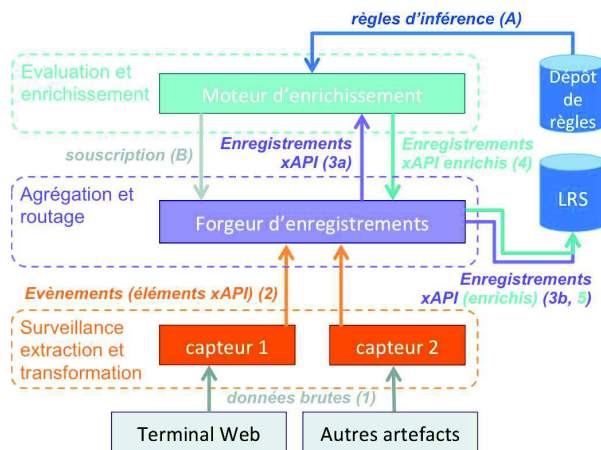 règles d'inférence (A)
Evaluation et
enrichissement
Moteur d'enrichissement
Dépôt
de
règles
souscription (B)
Enregistrements
xAPI (3a)
Enregistrements
xAPI enrichis (4)
Agrégation et
routage
Forgeur d'enregistrements
LRS
Evènements (éléments xAPI) (2)
Enregistrements
xAPI (enrichis) (3b, 5)
Surveillance
extraction et
transformation
capteur 1
capteur 2
données brutes (1)
Terminal Web
Autres artefacts